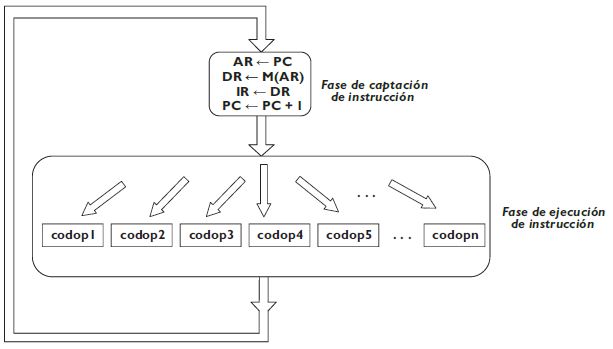 AR ← PC
DR ← M(AR)
IR ← DR
PC ← PC + 1
Fase de captación
de instrucción
. . .
codop1 codop2 codop3 codop4 codop5 . . . codopn
Fase de ejecución
de instrucción